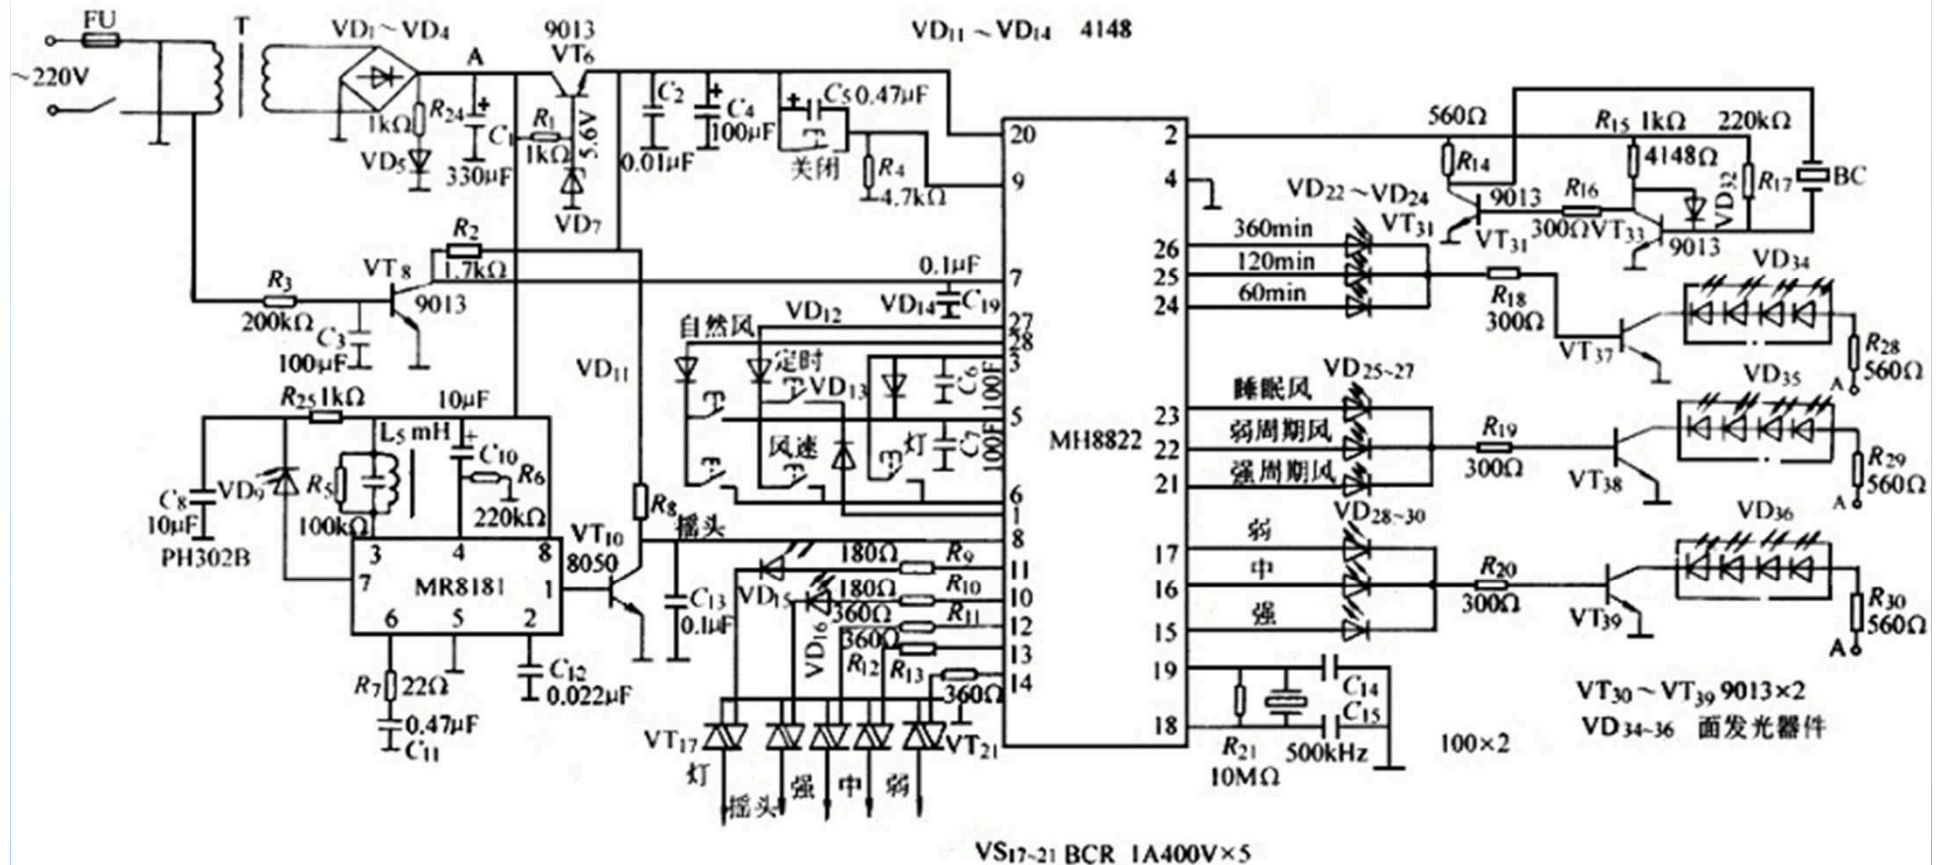 FU
T
VD1~VD4
9013
VT6
VD11~VD14 4148
~220V
A
R24
1kΩ
C1
330μF
VD5
R1
1kΩ
5.6V
VD7
C2
0.01μF
C4
100μF
C5 0.47μF
关闭
R4
4.7kΩ
20
9
R2
1.7kΩ
VT8
9013
R3
200kΩ
C3
100μF
0.1μF
C19
7
VD14
VD12
自然风
27
28
3
VD11
定时
VD13
C6
100F
5
风速
灯
C7
100F
6
1
R25 1kΩ
10μF
L5 mH
C10
R6
220kΩ
C8
10μF
VD9
R5
100kΩ
PH302B
3
4
8
7
MR8181
1
6
5
2
VT10
8050
R7
22Ω
0.47μF
C11
C12
0.022μF
R8
摇头
8
C13
0.1μF
VD15
180Ω
R9
11
VD16
180Ω
R10
10
360Ω
R11
12
360Ω
R12
R13
13
14
360Ω
VT17
VT21
灯
摇头
强
中
弱
MH8822
2
4
560Ω
R14
R15 1kΩ
4148Ω
220kΩ
R17
BC
VD32
R16
300Ω
9013
VT31
VT33
9013
VD22~VD24
VT31
360min
26
120min
25
60min
24
R18
300Ω
VT37
VD34
R28
560Ω
A
VD25~27
睡眠风
23
弱周期风
22
强周期风
21
R19
300Ω
VT38
VD35
R29
560Ω
A
VD28~30
弱
17
中
16
强
15
R20
300Ω
VT39
VD36
R30
560Ω
A
19
18
C14
C15
R21
10MΩ
500kHz
100×2
VT30~VT39 9013×2
VD34~36 面发光器件
VS17~21 BCR 1A400V×5